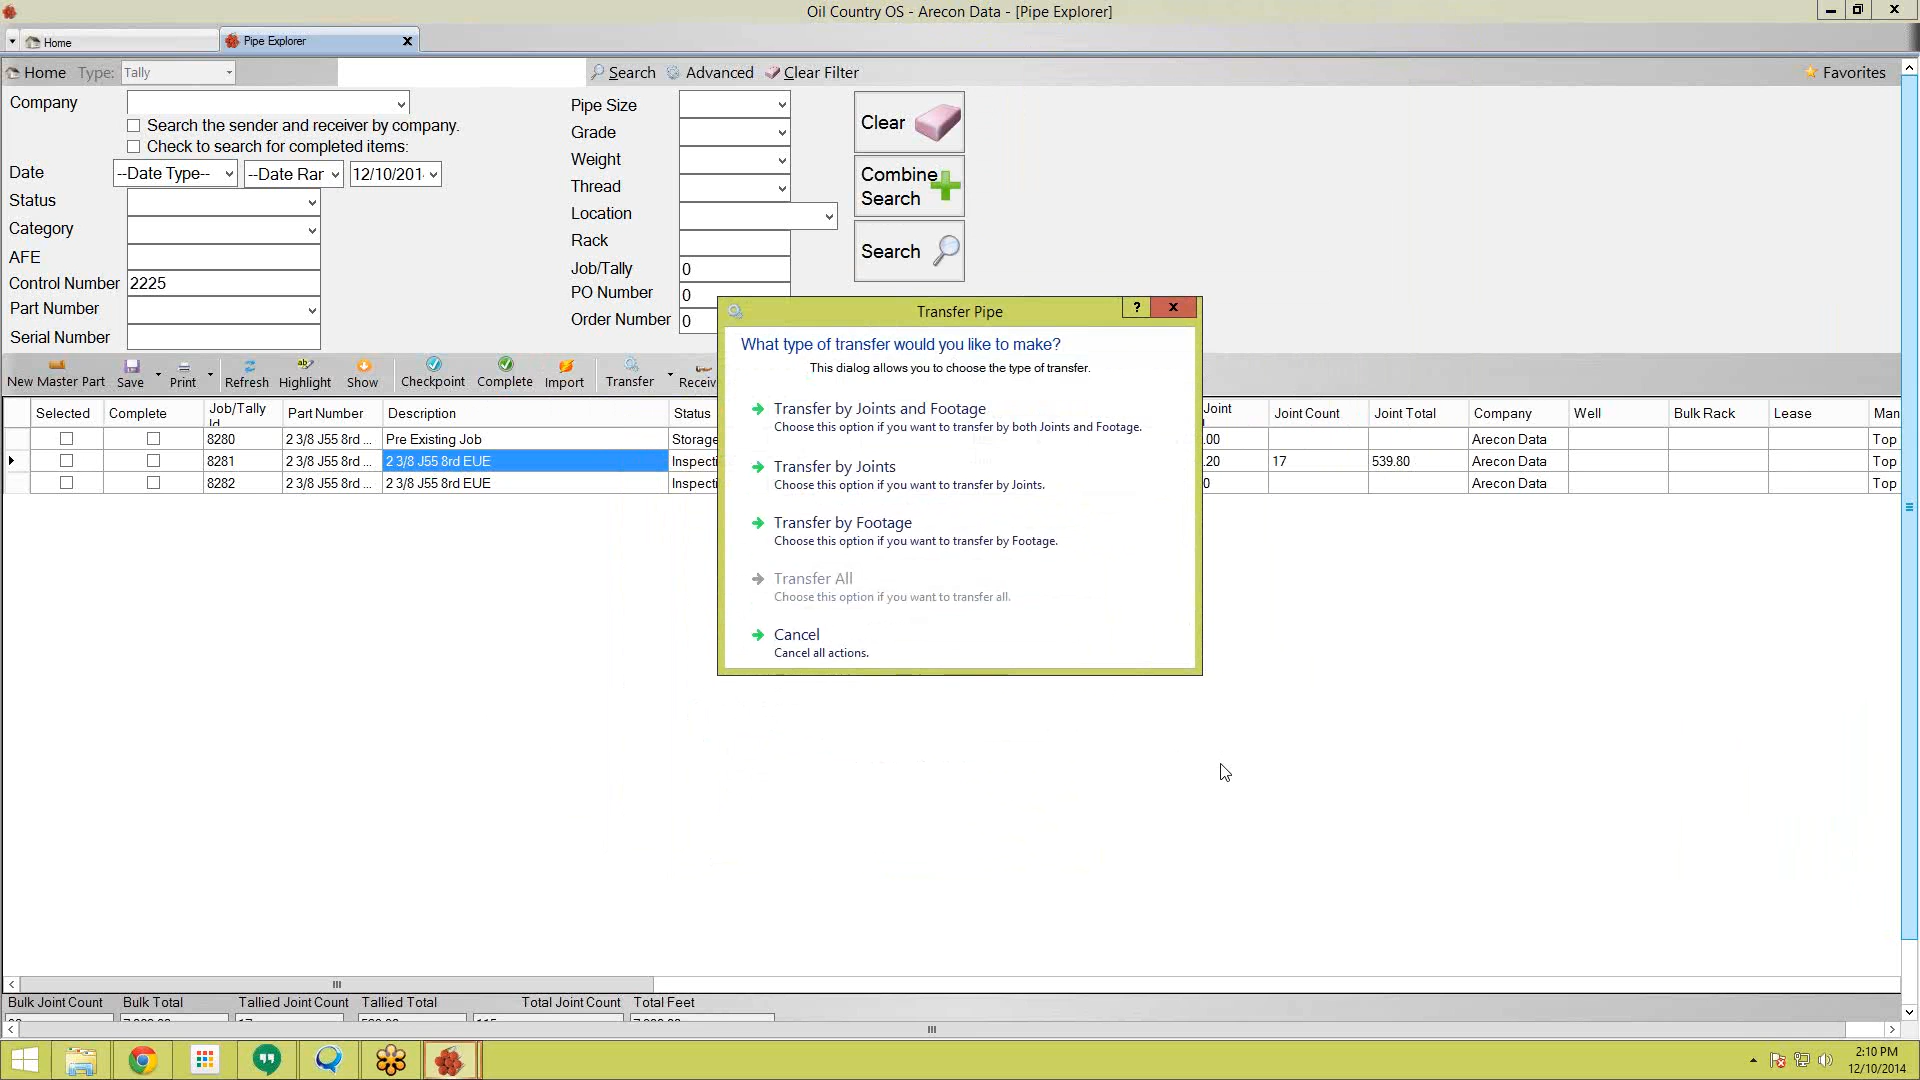 Oil Country OS - Arecon Data - [Pipe Explorer]
Home
Pipe Explorer
Home Type: Tally Search Advanced Clear Filter Favorites
Company
Search the sender and receiver by company.
Check to search for completed items:
Date --Date Type-- --Date Ran 12/10/201
Status
Category
AFE
Control Number 2225
Part Number
Serial Number
Pipe Size
Grade
Weight
Thread
Location
Rack
Job/Tally 0
PO Number 0
Order Number 0
Clear
Combine
Search
Search
New Master Part Save Print Refresh Highlight Show Checkpoint Complete Import Transfer Receiv
Transfer Pipe
?
What type of transfer would you like to make?
This dialog allows you to choose the type of transfer.
Transfer by Joints and Footage
Choose this option if you want to transfer by both Joints and Footage.
Transfer by Joints
Choose this option if you want to transfer by Joints.
Transfer by Footage
Choose this option if you want to transfer by Footage.
Transfer All
Choose this option if you want to transfer all.
Cancel
Cancel all actions.
Selected Complete Job/Tally Part Number Description Status Joint Joint Count Joint Total Company Well Bulk Rack Lease Man
8280 2 3/8 J55 8rd ... Pre Existing Job Storage .00 Arecon Data Top
8281 2 3/8 J55 8rd ... 2 3/8 J55 8rd EUE Inspecti .20 17 539.80 Arecon Data Top
8282 2 3/8 J55 8rd ... 2 3/8 J55 8rd EUE Inspecti 0 Arecon Data Top
Bulk Joint Count Bulk Total Tallied Joint Count Tallied Total Total Joint Count Total Feet
2:10 PM
12/10/2014